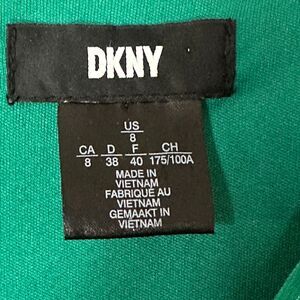 DKNY
US
8
CA D F CH
8 38 40 175/100A
MADE IN
VIETNAM
FABRIQUÉ AU
VIETNAM
GEMAAKT IN
VIETNAM